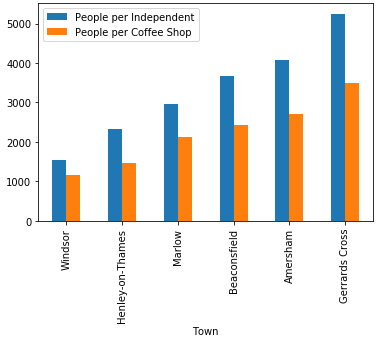 People per Independent
People per Coffee Shop
5000
4000
3000
2000
1000
0
Windsor
Henley-on-Thames
Marlow
Beaconsfield
Amersham
Gerrards Cross
Town